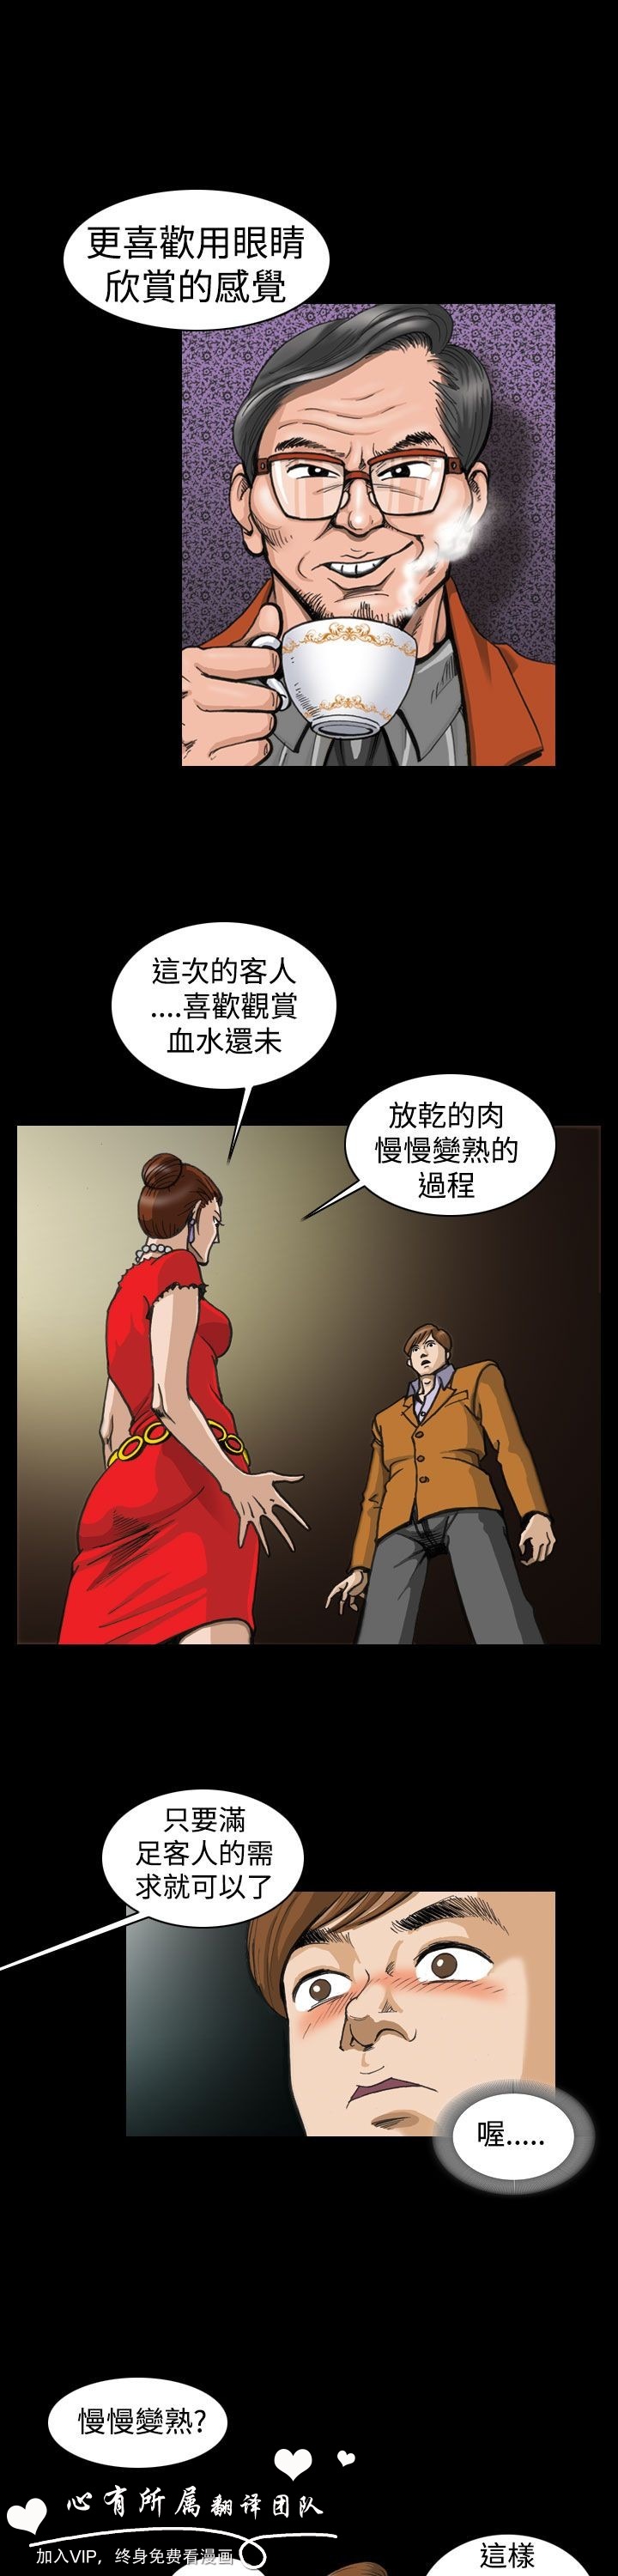 更喜歡用眼睛
欣賞的感覺
這次的客人
....喜歡觀賞
血水還未
放乾的肉
慢慢變熟的
過程
只要滿
足客人的需
求就可以了
喔.....
慢慢變熟?
心有所属翻译团队
加入VIP，终身免费看漫画
這樣